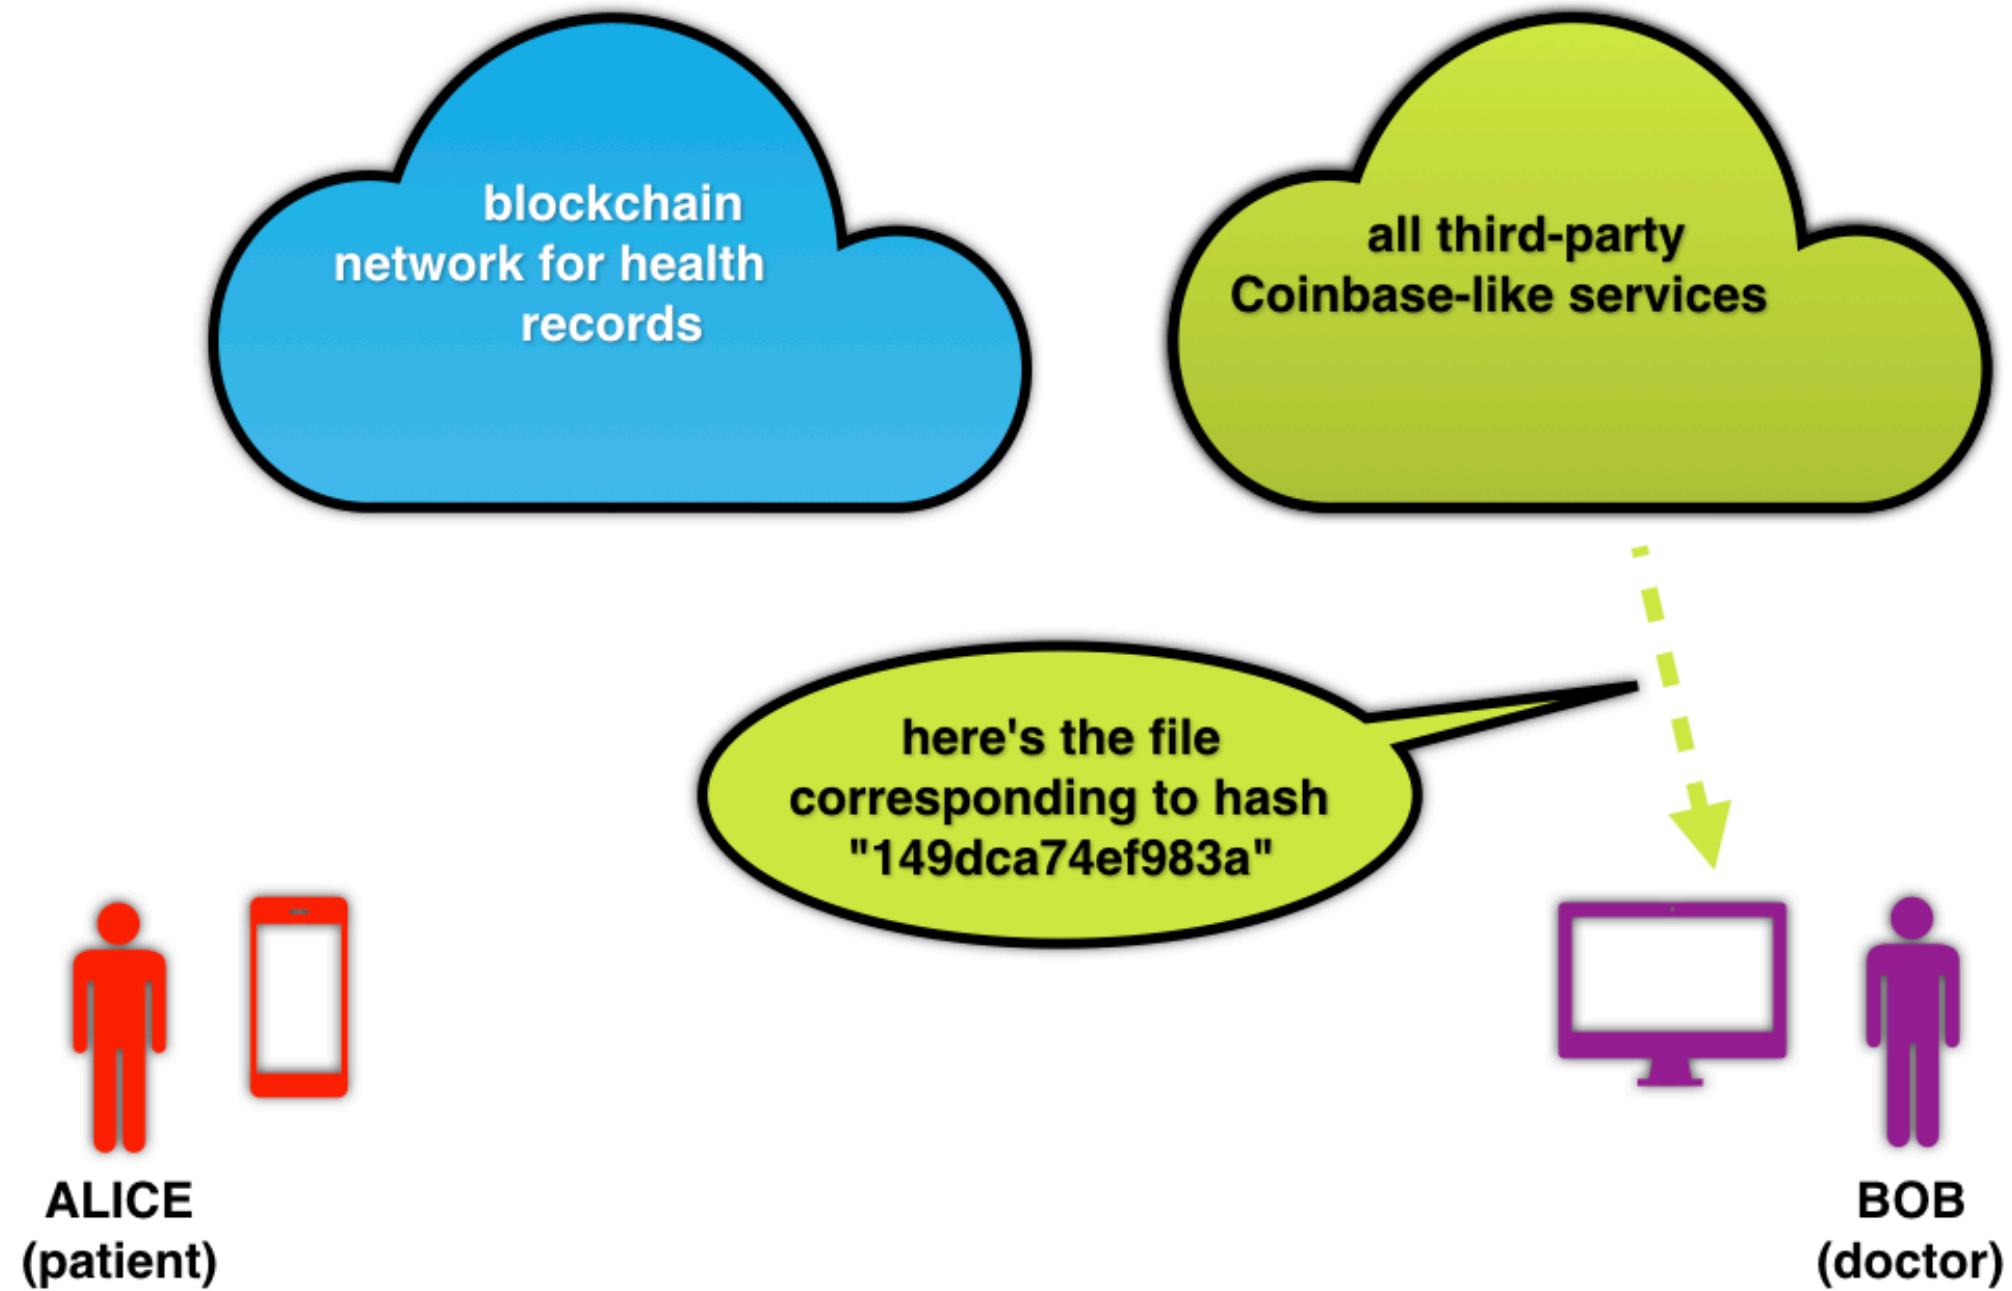 blockchain
network for health
records
all third-party
Coinbase-like services
here's the file
corresponding to hash
"149dca74ef983a"
ALICE
(patient)
BOB
(doctor)